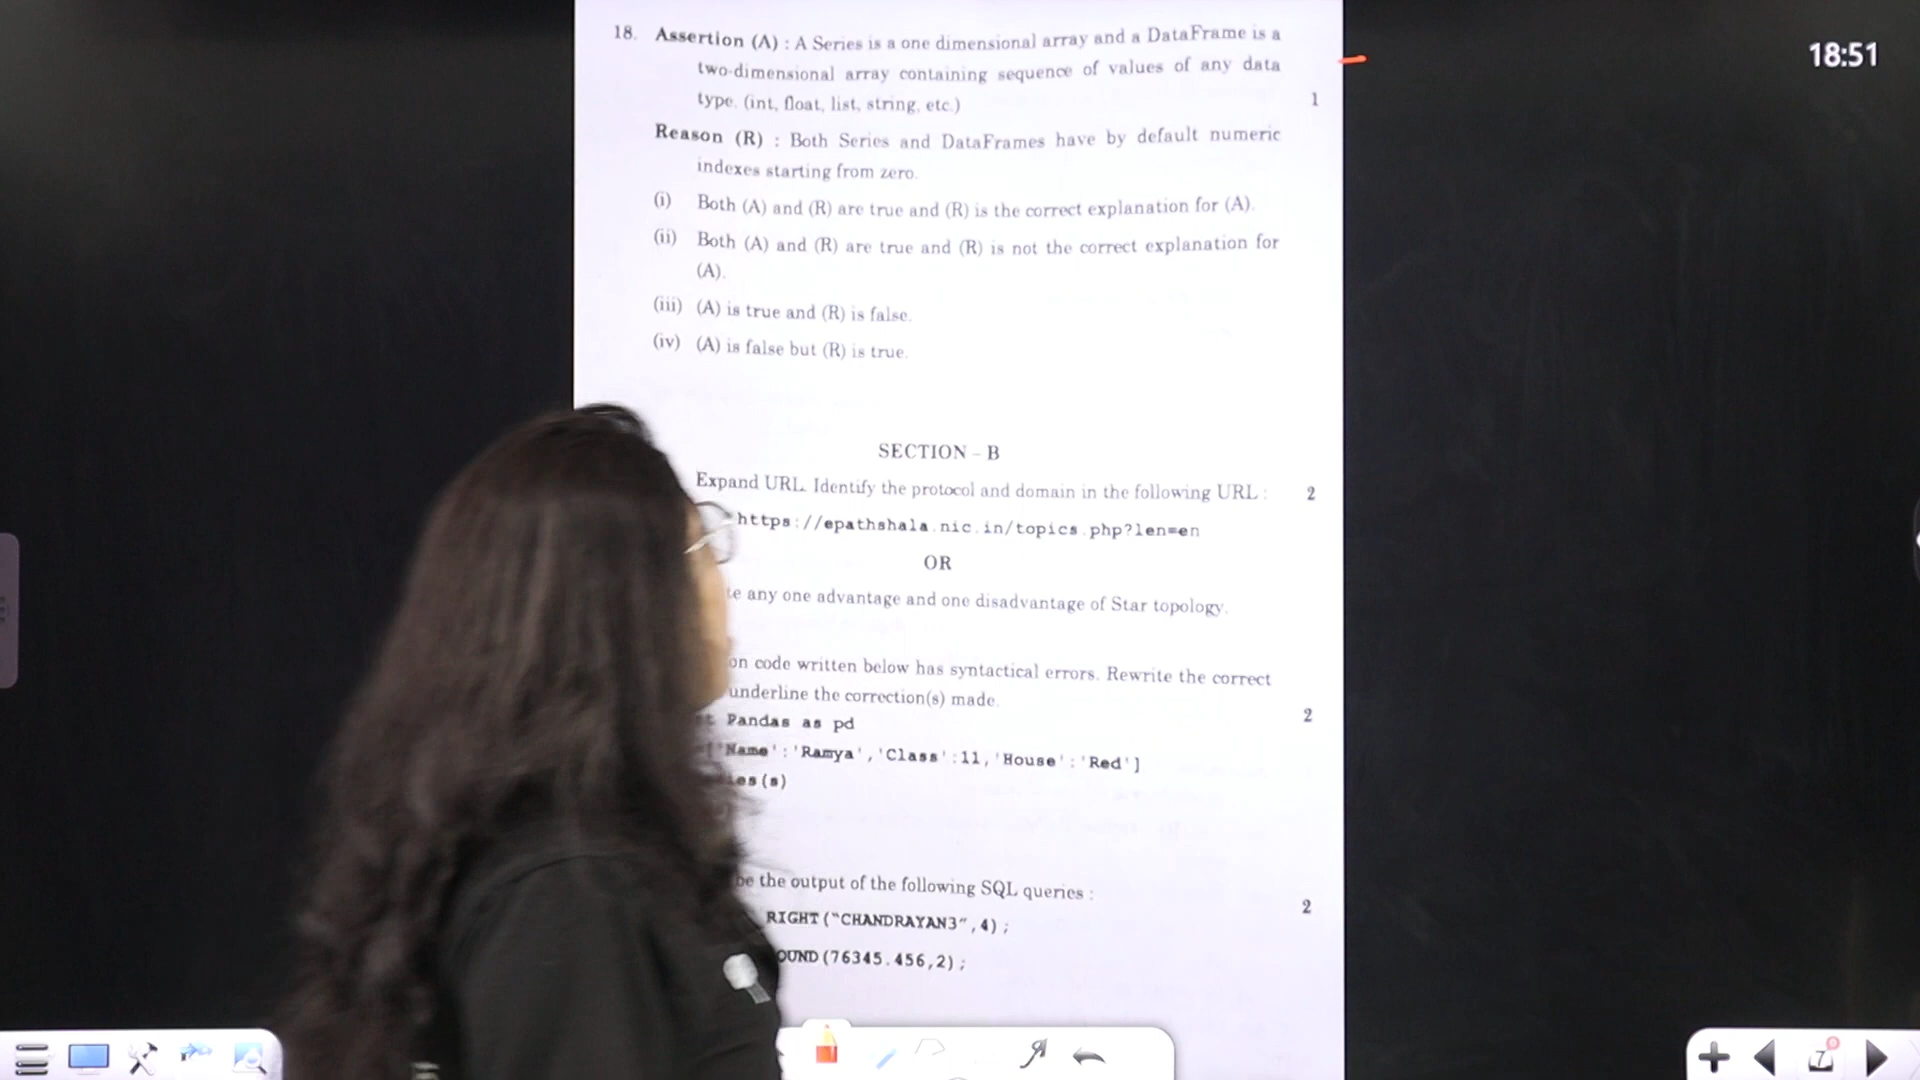 18:51
18. Assertion (A) : A Series is a one dimensional array and a DataFrame is a
two-dimensional array containing sequence of values of any data
type. (int, float, list, string, etc.) 1
Reason (R) : Both Series and DataFrames have by default numeric
indexes starting from zero.
(i) Both (A) and (R) are true and (R) is the correct explanation for (A).
(ii) Both (A) and (R) are true and (R) is not the correct explanation for
(A).
(iii) (A) is true and (R) is false.
(iv) (A) is false but (R) is true.
SECTION – B
Expand URL. Identify the protocol and domain in the following URL : 2
https://epathshala.nic.in/topics.php?len=en
OR
any one advantage and one disadvantage of Star topology.
code written below has syntactical errors. Rewrite the correct
underline the correction(s) made. 2
Pandas as pd
'Name':'Ramya','Class':11,'House':'Red']
(s)
be the output of the following SQL queries : 2
RIGHT("CHANDRAYAN3",4);
(76345.456,2);
7